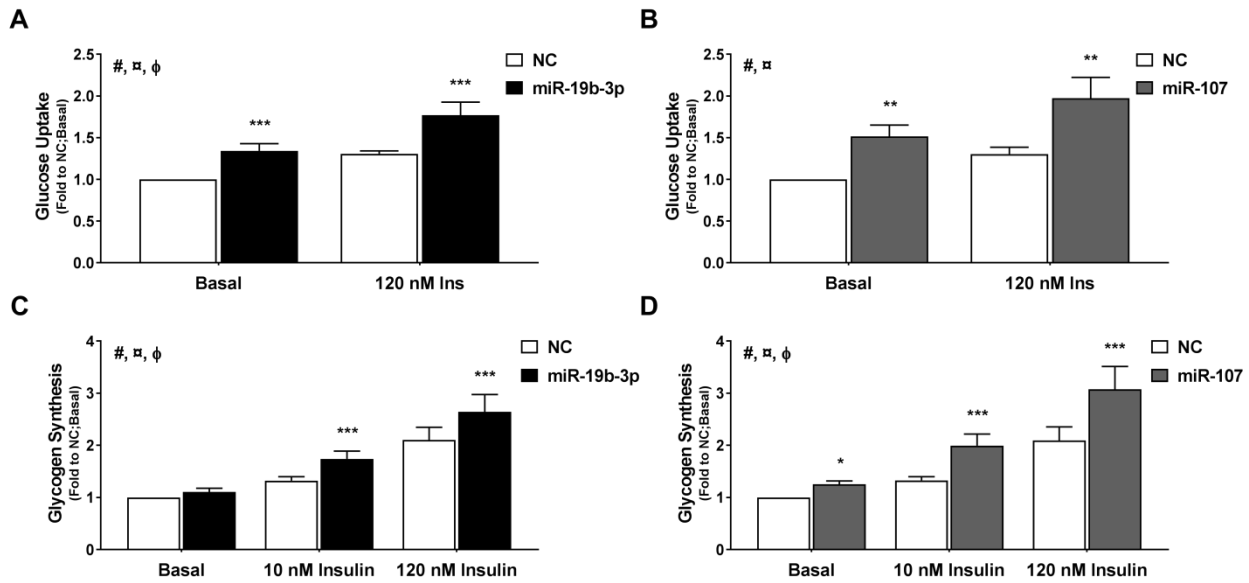 A
#, ¤, ϕ
NC
miR-19b-3p
Glucose Uptake
(Fold to NC;Basal)
2.5
2.0
1.5
1.0
0.5
0.0
***
***
Basal
120 nM Ins
B
#, ¤
NC
miR-107
Glucose Uptake
(Fold to NC;Basal)
2.5
2.0
1.5
1.0
0.5
0.0
**
**
Basal
120 nM Ins
C
#, ¤, ϕ
NC
miR-19b-3p
Glycogen Synthesis
(Fold to NC;Basal)
4
3
2
1
0
***
***
Basal
10 nM Insulin
120 nM Insulin
D
#, ¤, ϕ
NC
miR-107
Glycogen Synthesis
(Fold to NC;Basal)
4
3
2
1
0
*
***
***
Basal
10 nM Insulin
120 nM Insulin